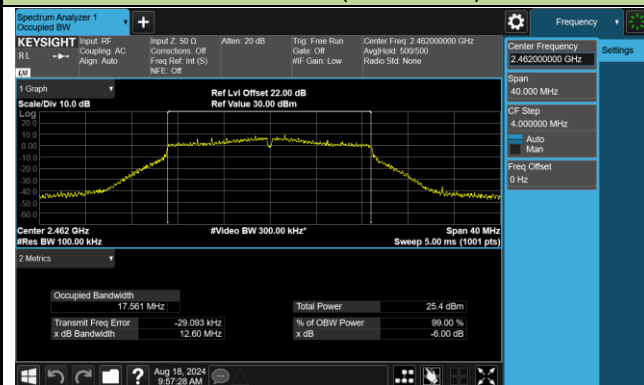 Spectrum Analyzer 1
Occupied BW
Frequency
KEYSIGHT
RL
LXI
Input: RF
Coupling: AC
Align: Auto
Input Z: 50 Ω
Corrections: Off
Freq Ref: Int (S)
NFE: Off
Atten: 20 dB
Trig: Free Run
Gate: Off
#IF Gain: Low
Center Freq: 2.462000000 GHz
Avg|Hold: 500/500
Radio Std: None
Center Frequency
2.462000000 GHz
Settings
Span
40.000 MHz
CF Step
4.000000 MHz
Auto
Man
Freq Offset
0 Hz
1 Graph
Scale/Div 10.0 dB
Ref Lvl Offset 22.00 dB
Ref Value 30.00 dBm
Log
20.0
10.0
0.00
-10.0
-20.0
-30.0
-40.0
-50.0
-60.0
Center 2.462 GHz
#Res BW 100.00 kHz
#Video BW 300.00 kHz*
Span 40 MHz
Sweep 5.00 ms (1001 pts)
2 Metrics
Occupied Bandwidth
17.561 MHz
Total Power 25.4 dBm
Transmit Freq Error -29.093 kHz
% of OBW Power 99.00 %
x dB Bandwidth 12.60 MHz
x dB -6.00 dB
Aug 18, 2024
9:57:28 AM